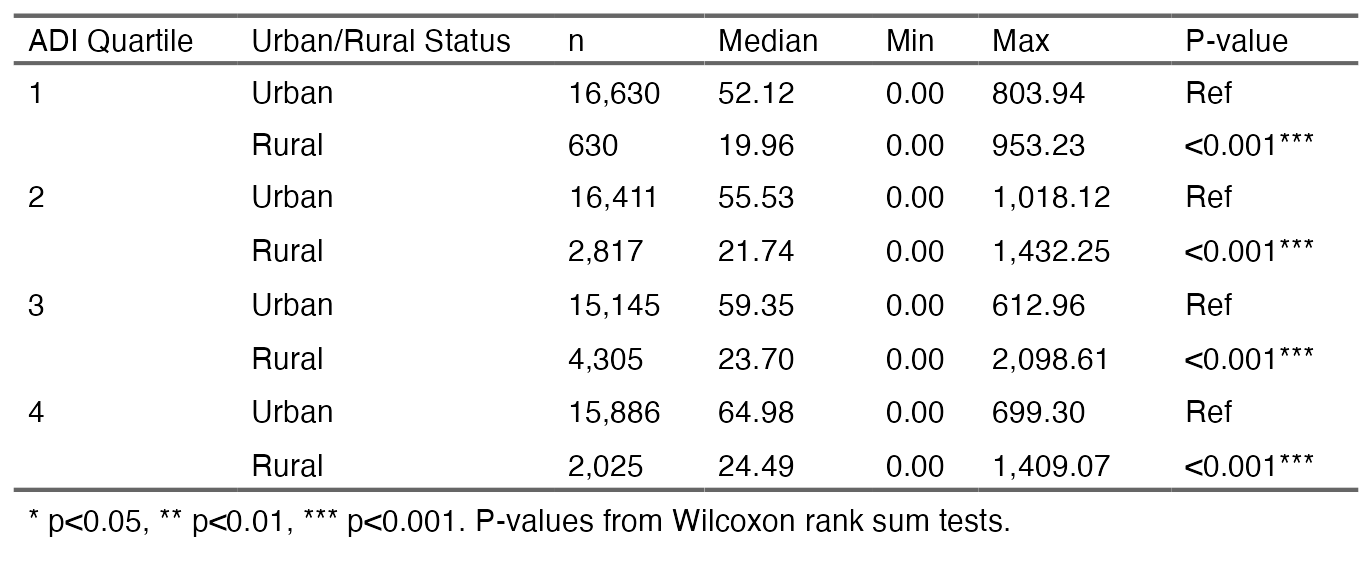 ADI Quartile Urban/Rural Status n Median Min Max P-value
1 Urban 16,630 52.12 0.00 803.94 Ref
Rural 630 19.96 0.00 953.23 <0.001***
2 Urban 16,411 55.53 0.00 1,018.12 Ref
Rural 2,817 21.74 0.00 1,432.25 <0.001***
3 Urban 15,145 59.35 0.00 612.96 Ref
Rural 4,305 23.70 0.00 2,098.61 <0.001***
4 Urban 15,886 64.98 0.00 699.30 Ref
Rural 2,025 24.49 0.00 1,409.07 <0.001***
* p<0.05, ** p<0.01, *** p<0.001. P-values from Wilcoxon rank sum tests.